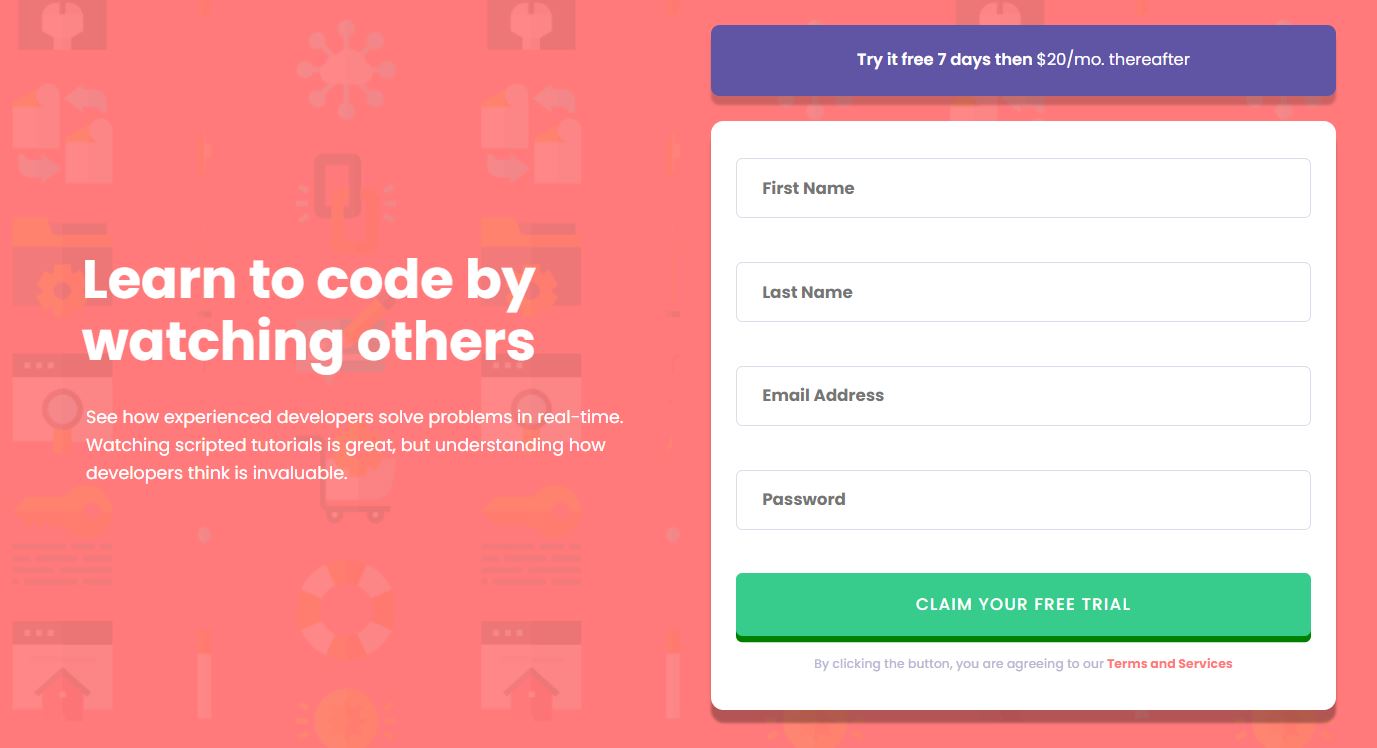 Learn to code by
watching others
See how experienced developers solve problems in real-time.
Watching scripted tutorials is great, but understanding how
developers think is invaluable.
Try it free 7 days then $20/mo. thereafter
First Name
Last Name
Email Address
Password
CLAIM YOUR FREE TRIAL
By clicking the button, you are agreeing to our Terms and Services